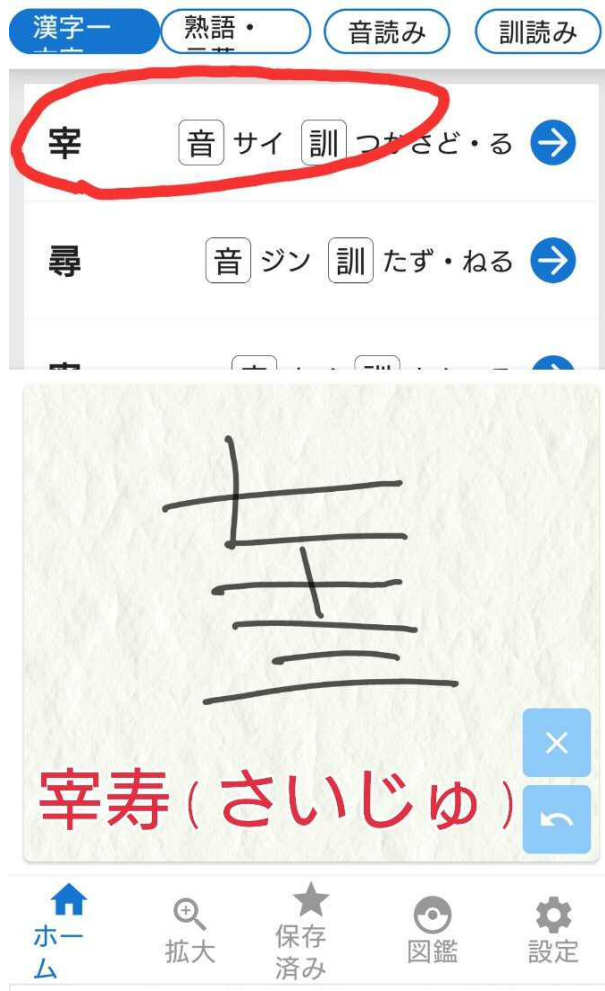 漢字一
熟語・
音読み
訓読み
宰 音 サイ 訓 つかさど・る
尋 音 ジン 訓 たず・ねる
宰寿(さいじゅ)
ホーム
拡大
保存済み
図鑑
設定